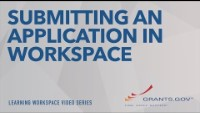 SUBMITTING AN
APPLICATION IN
WORKSPACE
LEARNING WORKSPACE VIDEO SERIES
GRANTS.GOV